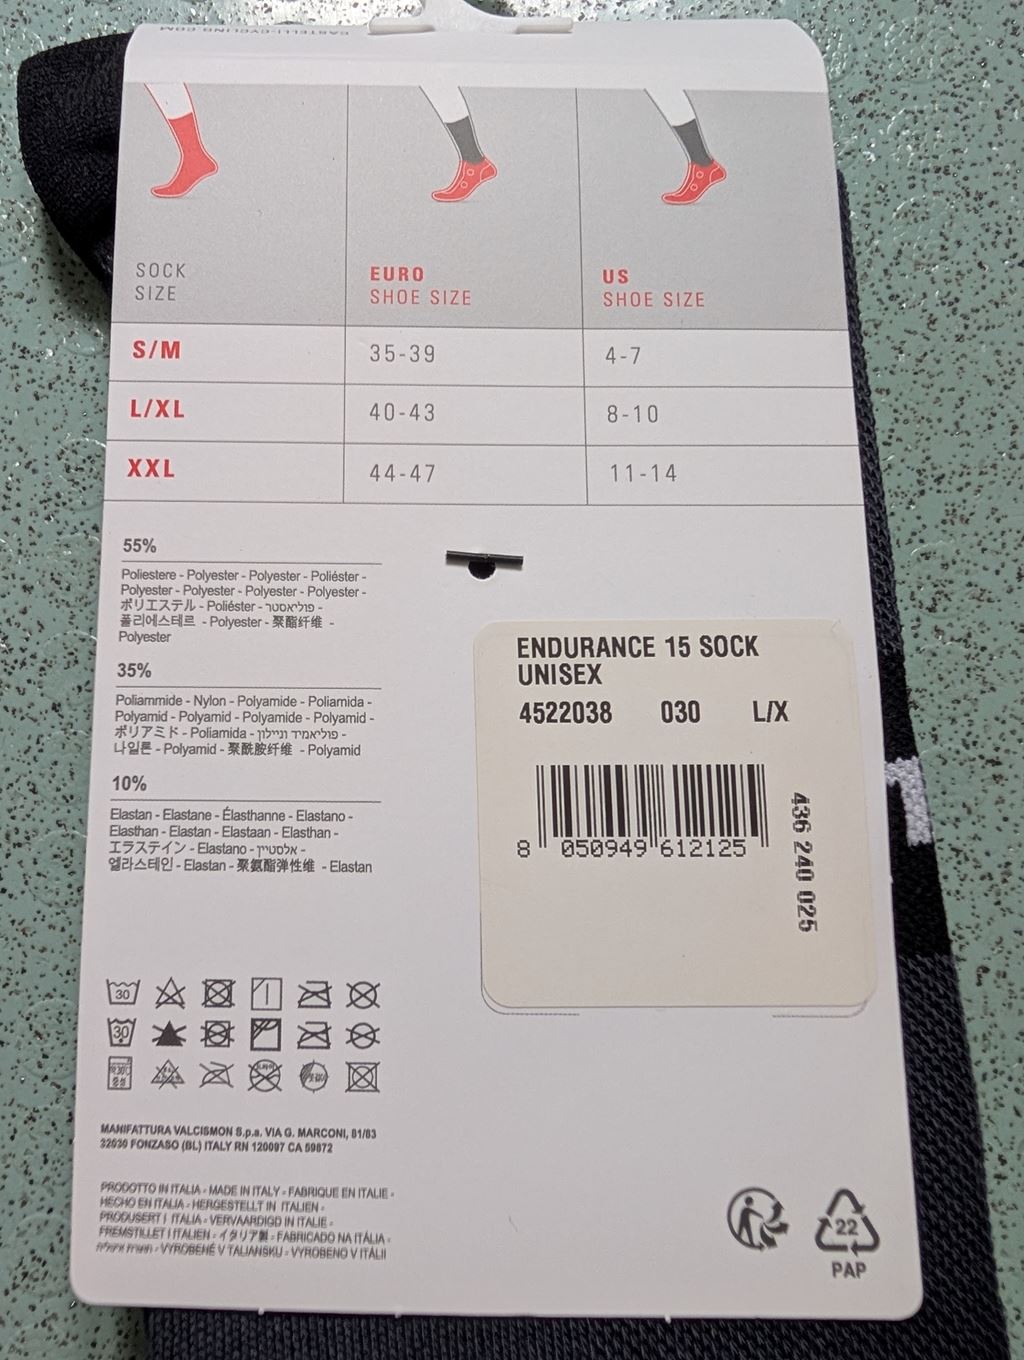 CASTELLI-CYCLING.COM
SOCK
SIZE
EURO
SHOE SIZE
US
SHOE SIZE
S/M 35-39 4-7
L/XL 40-43 8-10
XXL 44-47 11-14
55%
Poliestere - Polyester - Polyester - Poliéster -
Polyester - Polyester - Polyester - Polyester -
ポリエステル - Poliéster - פוליאסטר -
폴리에스테르 - Polyester - 聚酯纤维 -
Polyester
35%
Poliammide - Nylon - Polyamide - Poliamida -
Polyamid - Polyamid - Polyamide - Polyamid -
ポリアミド - Poliamida - פוליאמיד וניילון -
나일론 - Polyamid - 聚酰胺纤维 - Polyamid
10%
Elastan - Elastane - Élasthanne - Elastano -
Elasthan - Elastan - Elastaan - Elasthan -
エラステイン - Elastano - אלסטיין -
엘라스테인 - Elastan - 聚氨酯弹性维 - Elastan
ENDURANCE 15 SOCK
UNISEX
4522038 030 L/X
8 050949 612125
436 240 025
30
30
MANIFATTURA VALCISMON S.p.a. VIA G. MARCONI, 81/83
32030 FONZASO (BL) ITALY RN 120097 CA 59872
PRODOTTO IN ITALIA - MADE IN ITALY - FABRIQUE EN ITALIE -
HECHO EN ITALIA - HERGESTELLT IN ITALIEN -
PRODUSERT I ITALIA - VERVAARDIGD IN ITALIE -
FREMSTILLET I ITALIEN - イタリア製 - FABRICADO NA ITÁLIA -
- VYROBENÉ V TALIANSKU - VYROBENO V ITÁLII
22
PAP